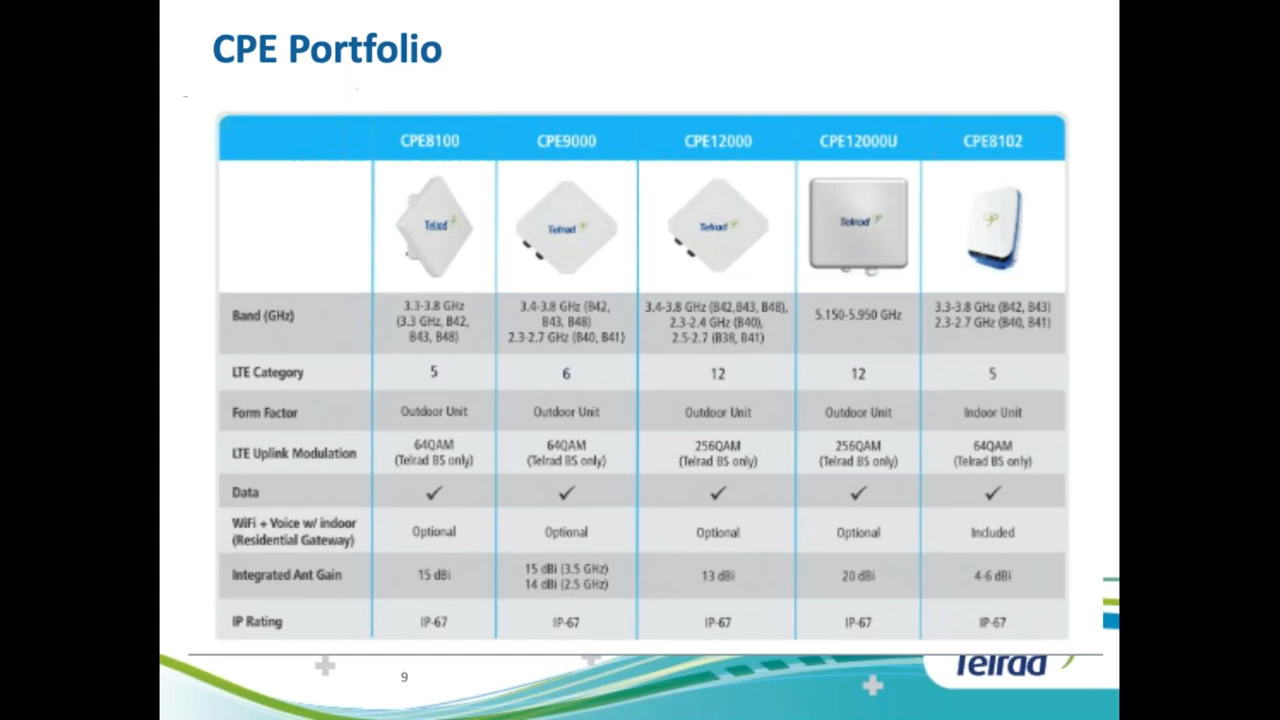 CPE Portfolio
CPE8100 CPE9000 CPE12000 CPE12000U CPE8102
Telrad Telrad Telrad Telrad
Band (GHz) 3.3-3.8 GHz (3.3 GHz, B42, B43, B48) 3.4-3.8 GHz (B42, B43, B48) 2.3-2.7 GHz (B40, B41) 3.4-3.8 GHz (B42,B43, B48), 2.3-2.4 GHz (B40), 2.5-2.7 (B38, B41) 5.150-5.950 GHz 3.3-3.8 GHz (B42, B43) 2.3-2.7 GHz (B40, B41)
LTE Category 5 6 12 12 5
Form Factor Outdoor Unit Outdoor Unit Outdoor Unit Outdoor Unit Indoor Unit
LTE Uplink Modulation 64QAM (Telrad BS only) 64QAM (Telrad BS only) 256QAM (Telrad BS only) 256QAM (Telrad BS only) 64QAM (Telrad BS only)
Data ✓ ✓ ✓ ✓ ✓
WiFi + Voice w/ indoor (Residential Gateway) Optional Optional Optional Optional Included
Integrated Ant Gain 15 dBi 15 dBi (3.5 GHz) 14 dBi (2.5 GHz) 13 dBi 20 dBi 4-6 dBi
IP Rating IP-67 IP-67 IP-67 IP-67 IP-67
9
Telrad